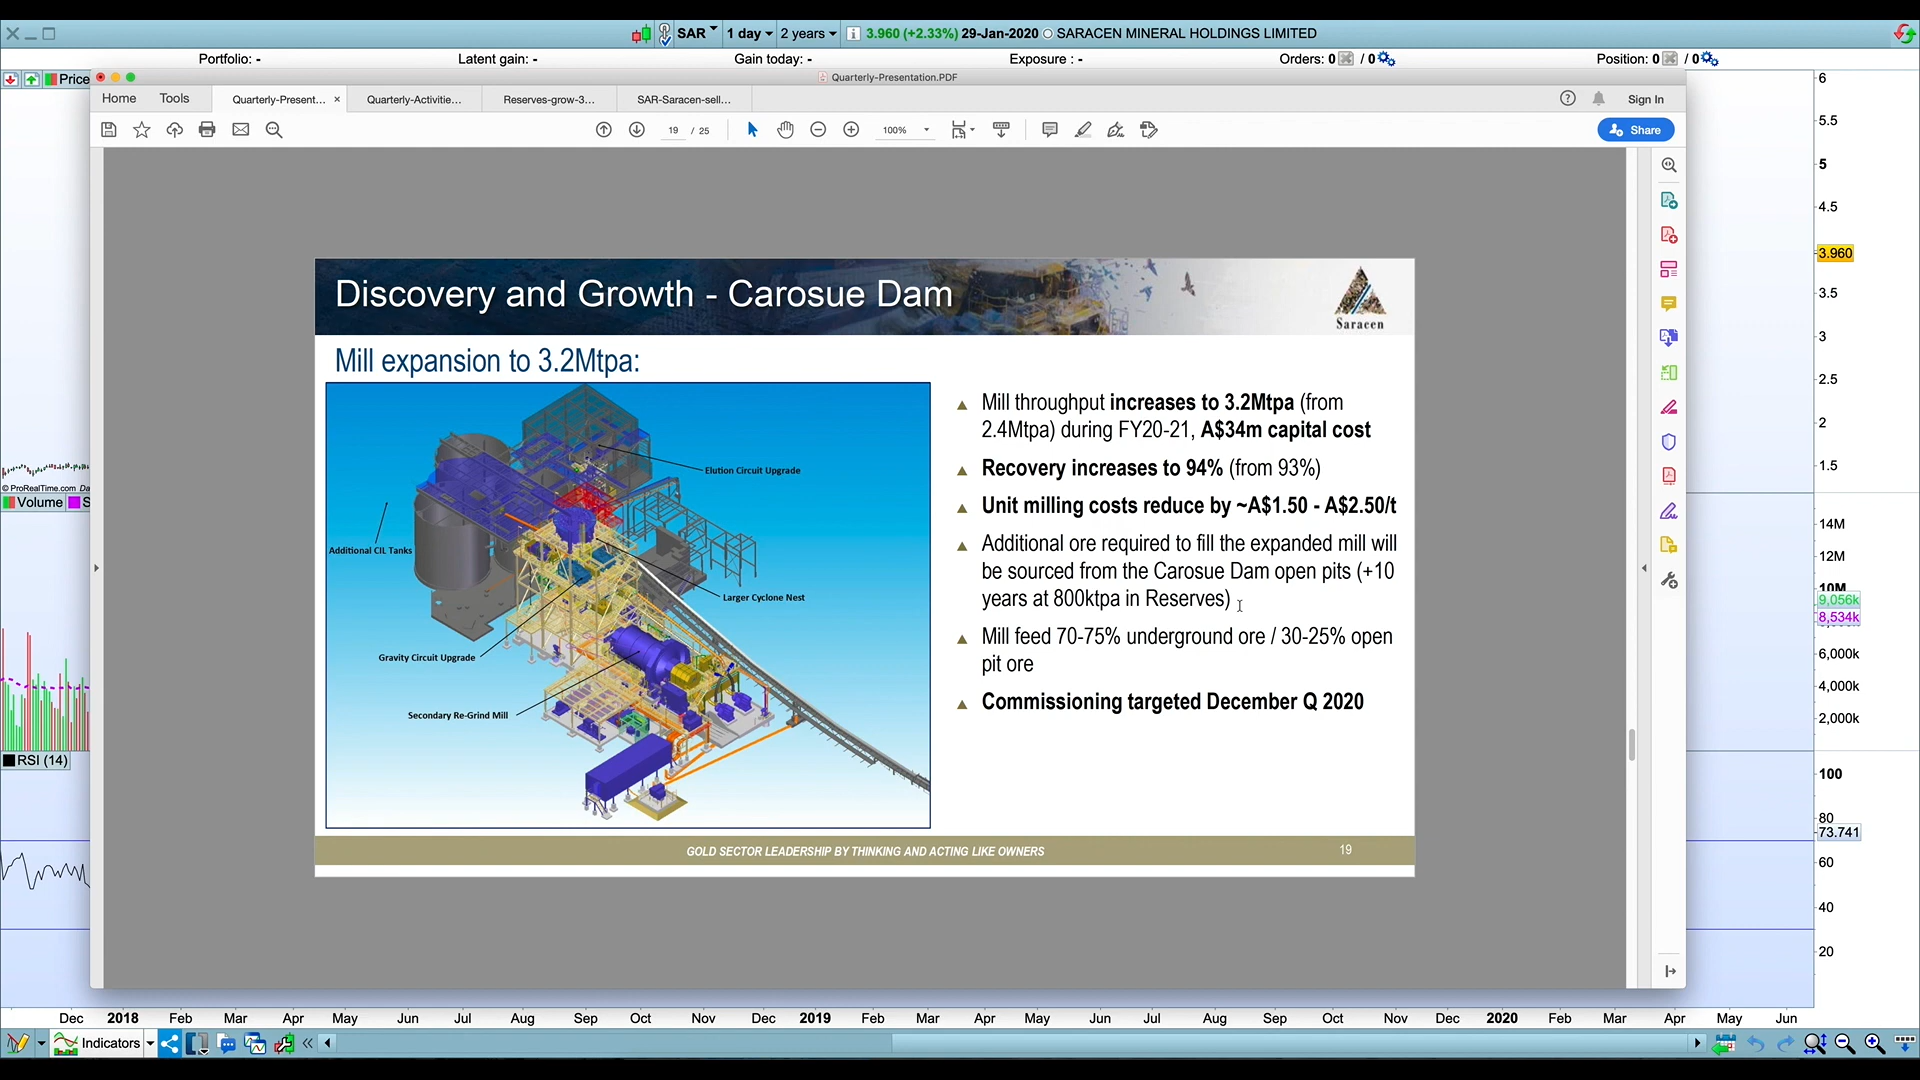 SAR 1 day 2 years 3.960 (+2.33%) 29-Jan-2020 SARACEN MINERAL HOLDINGS LIMITED
Portfolio: - Latent gain: - Gain today: - Exposure : - Orders: 0 / 0 Position: 0 / 0
Price
Quarterly-Presentation.PDF
Home Tools Quarterly-Present... × Quarterly-Activitie... Reserves-grow-3... SAR-Saracen-sell... Sign In
19 / 25 100% Share
Discovery and Growth - Carosue Dam
Saracen
Mill expansion to 3.2Mtpa:
Elution Circuit Upgrade
Additional CIL Tanks
Larger Cyclone Nest
Gravity Circuit Upgrade
Secondary Re-Grind Mill
Mill throughput increases to 3.2Mtpa (from
2.4Mtpa) during FY20-21, A$34m capital cost
Recovery increases to 94% (from 93%)
Unit milling costs reduce by ~A$1.50 - A$2.50/t
Additional ore required to fill the expanded mill will
be sourced from the Carosue Dam open pits (+10
years at 800ktpa in Reserves)
Mill feed 70-75% underground ore / 30-25% open
pit ore
Commissioning targeted December Q 2020
GOLD SECTOR LEADERSHIP BY THINKING AND ACTING LIKE OWNERS 19
© ProRealTime.com
Volume
RSI (14)
6
5.5
5
4.5
3.960
3.5
3
2.5
2
1.5
14M
12M
10M
9,056k
8,534k
6,000k
4,000k
2,000k
100
80
73.741
60
40
20
Dec 2018 Feb Mar Apr May Jun Jul Aug Sep Oct Nov Dec 2019 Feb Mar Apr May Jun Jul Aug Sep Oct Nov Dec 2020 Feb Mar Apr May Jun
Indicators